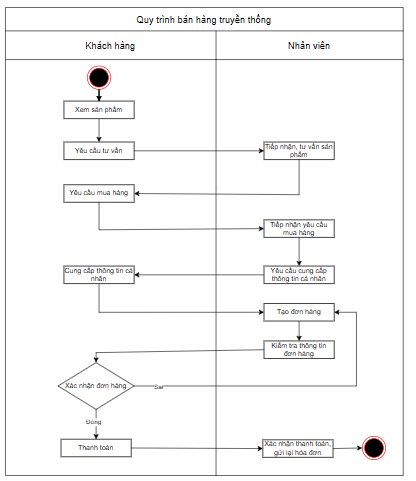 Quy trình bán hàng truyền thống
Khách hàng
Nhân viên
Xem sản phẩm
Yêu cầu tư vấn
Tiếp nhận, tư vấn sản
phẩm
Yêu cầu mua hàng
Tiếp nhận yêu cầu
mua hàng
Cung cấp thông tin cá
nhân
Yêu cầu cung cấp
thông tin cá nhân
Tạo đơn hàng
Kiểm tra thông tin
đơn hàng
Xác nhận đơn hàng
Sai
Đúng
Thanh toán
Xác nhận thanh toán,
gửi lại hóa đơn